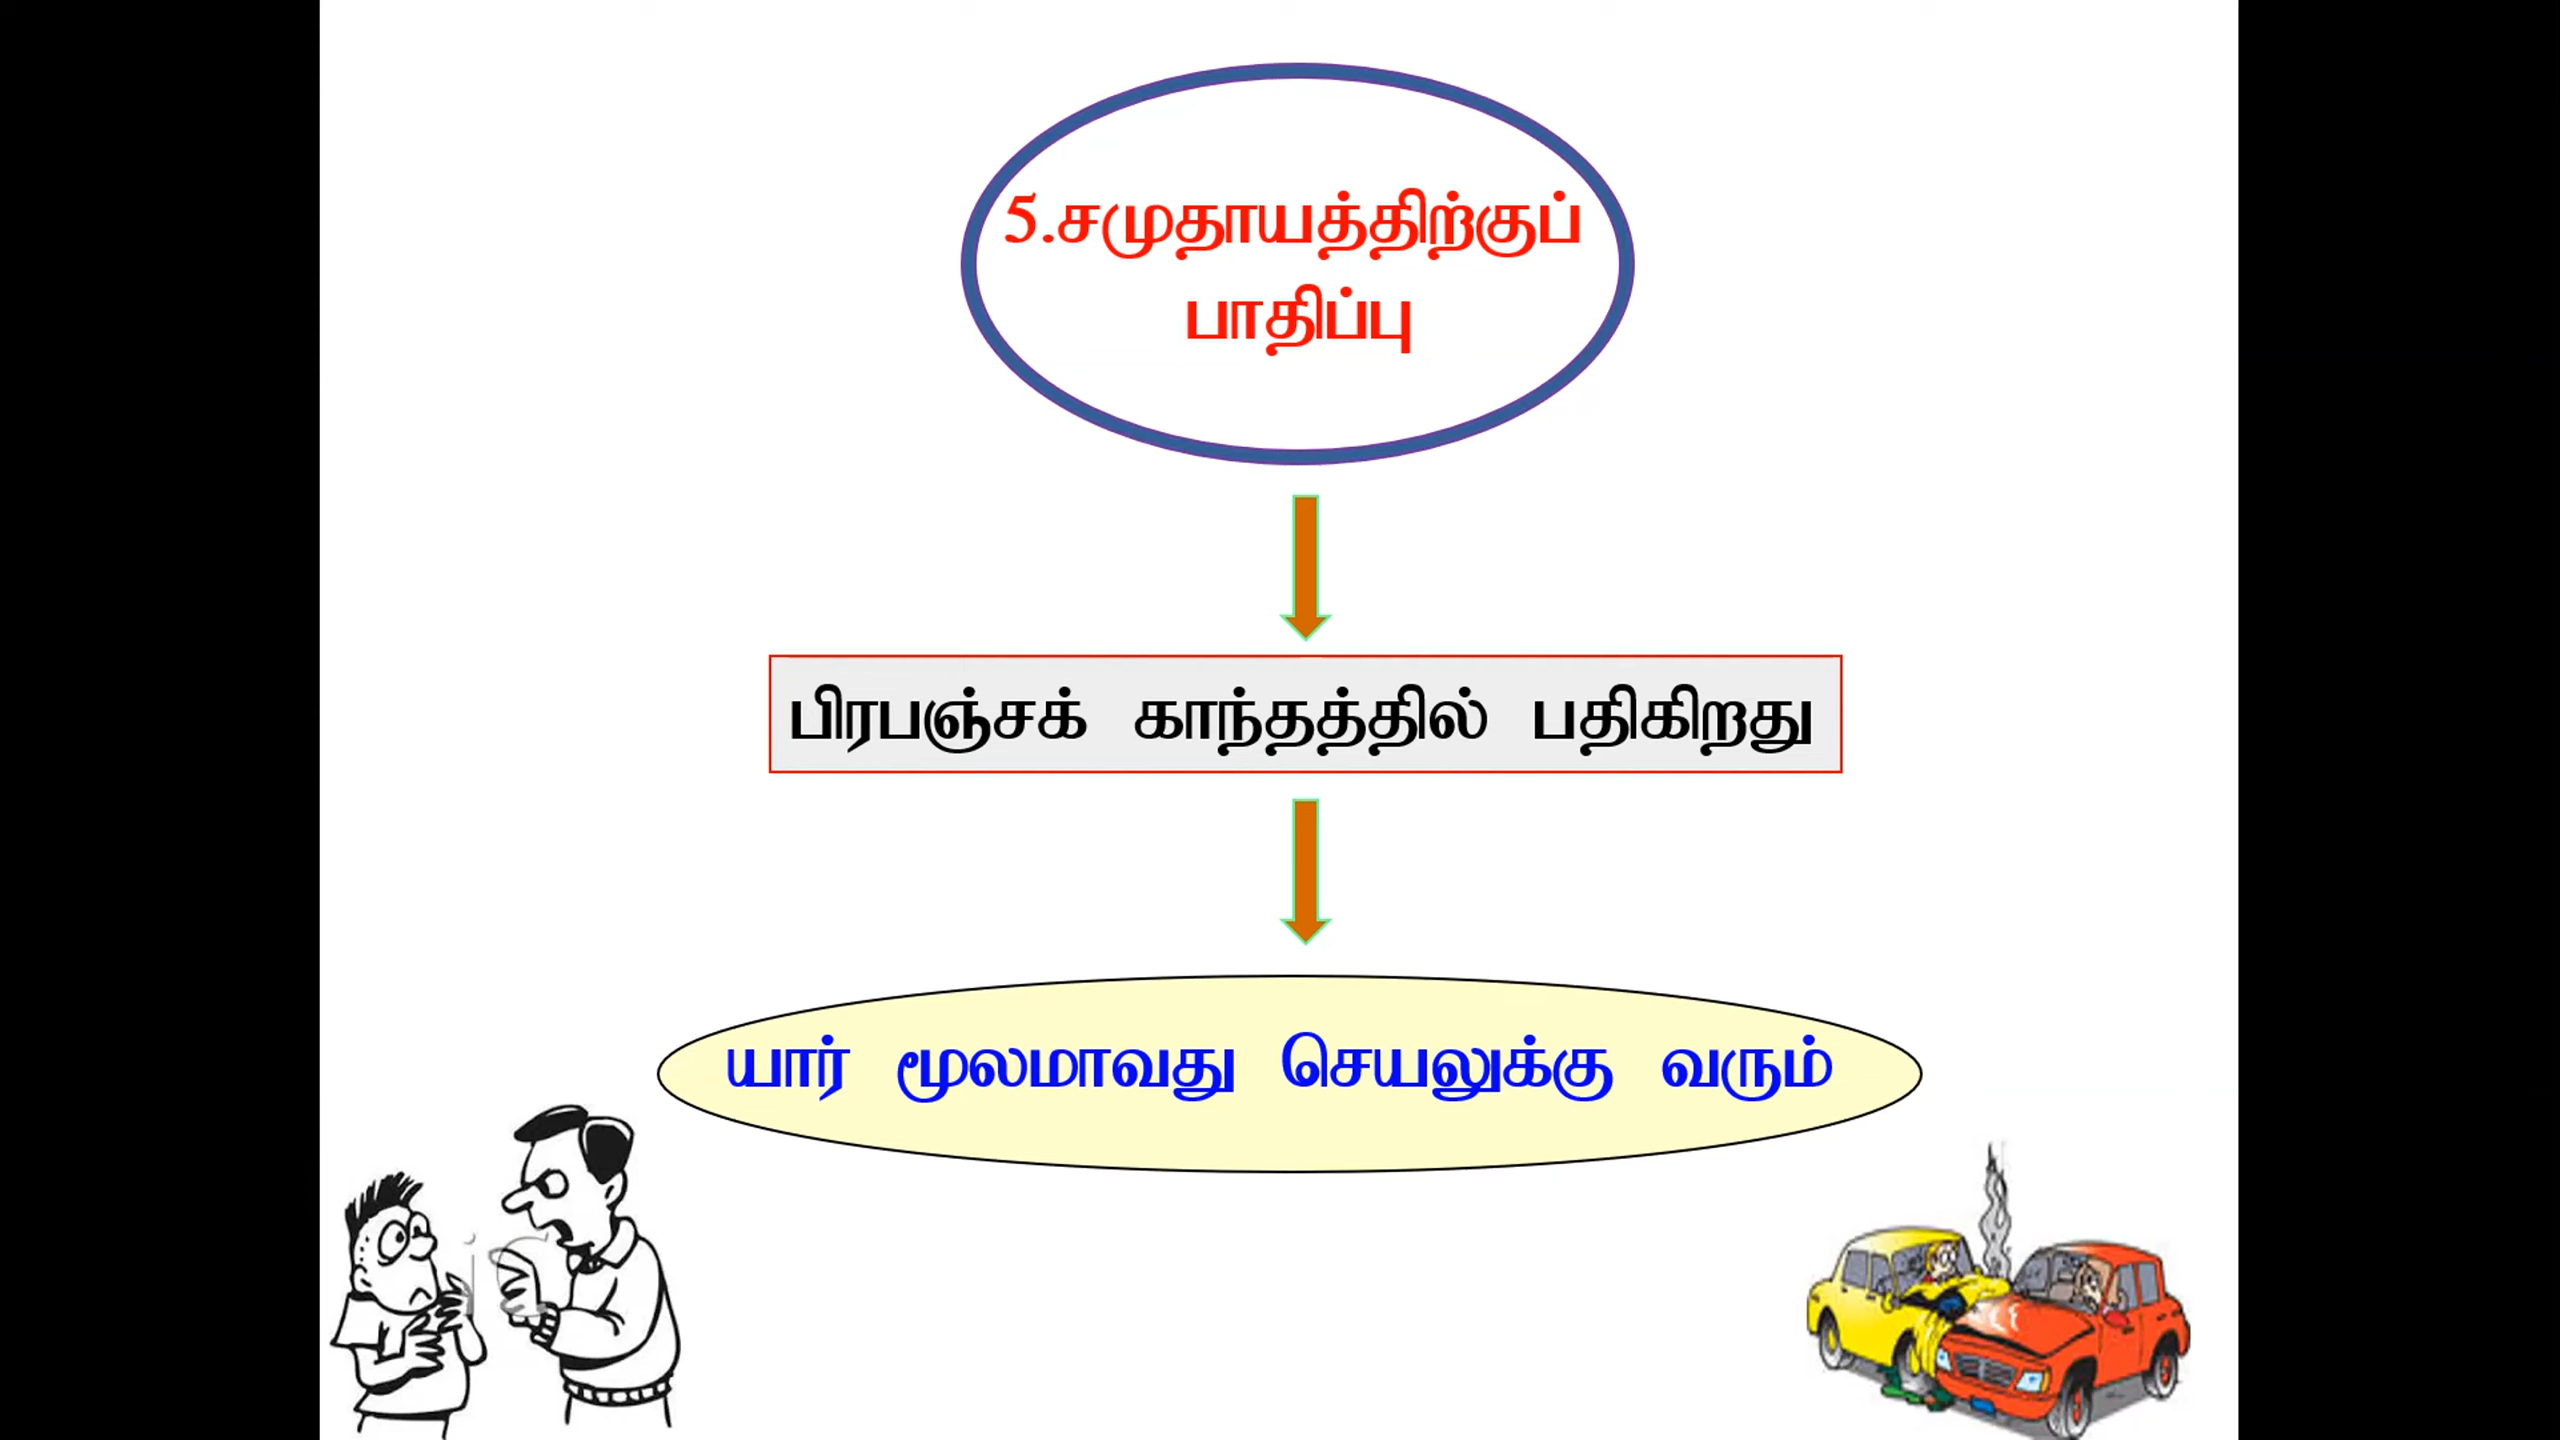 5.சமுதாயத்திற்குப்
பாதிப்பு
பிரபஞ்சக் காந்தத்தில் பதிகிறது
யார் மூலமாவது செயலுக்கு வரும்